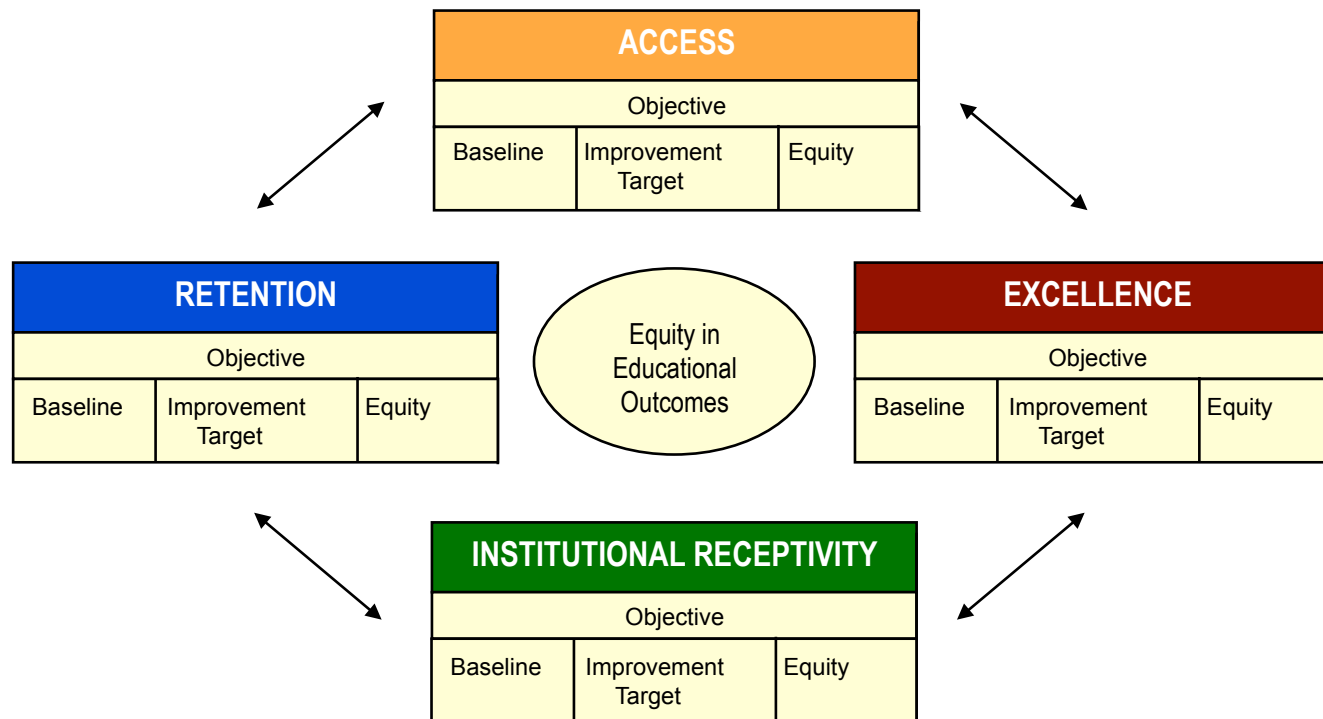 ACCESS
Objective
Baseline
Improvement
Target
Equity
RETENTION
Objective
Baseline
Improvement
Target
Equity
Equity in
Educational
Outcomes
EXCELLENCE
Objective
Baseline
Improvement
Target
Equity
INSTITUTIONAL RECEPTIVITY
Objective
Baseline
Improvement
Target
Equity